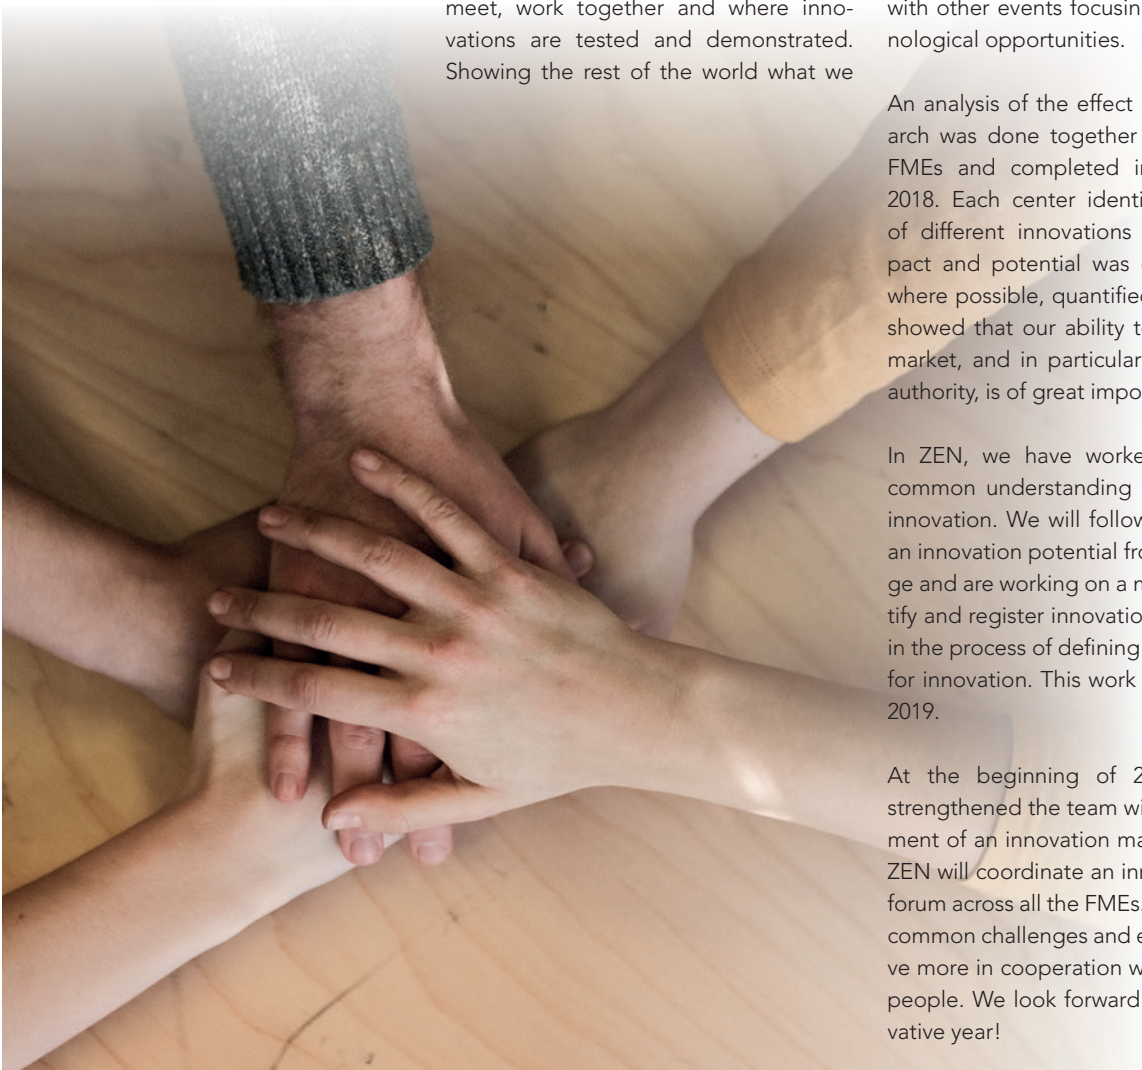 meet, work together and where inno-
vations are tested and demonstrated.
Showing the rest of the world what we
with other events focusin
nological opportunities.
An analysis of the effect
arch was done together
FMEs and completed i
2018. Each center identi
of different innovations
pact and potential was
where possible, quantifie
showed that our ability t
market, and in particular
authority, is of great impo
In ZEN, we have worke
common understanding
innovation. We will follow
an innovation potential fro
ge and are working on a
tify and register innovatio
in the process of defining
for innovation. This work
2019.
At the beginning of 2
strengthened the team wi
ment of an innovation ma
ZEN will coordinate an in
forum across all the FMEs.
common challenges and e
ve more in cooperation w
people. We look forward
vative year!